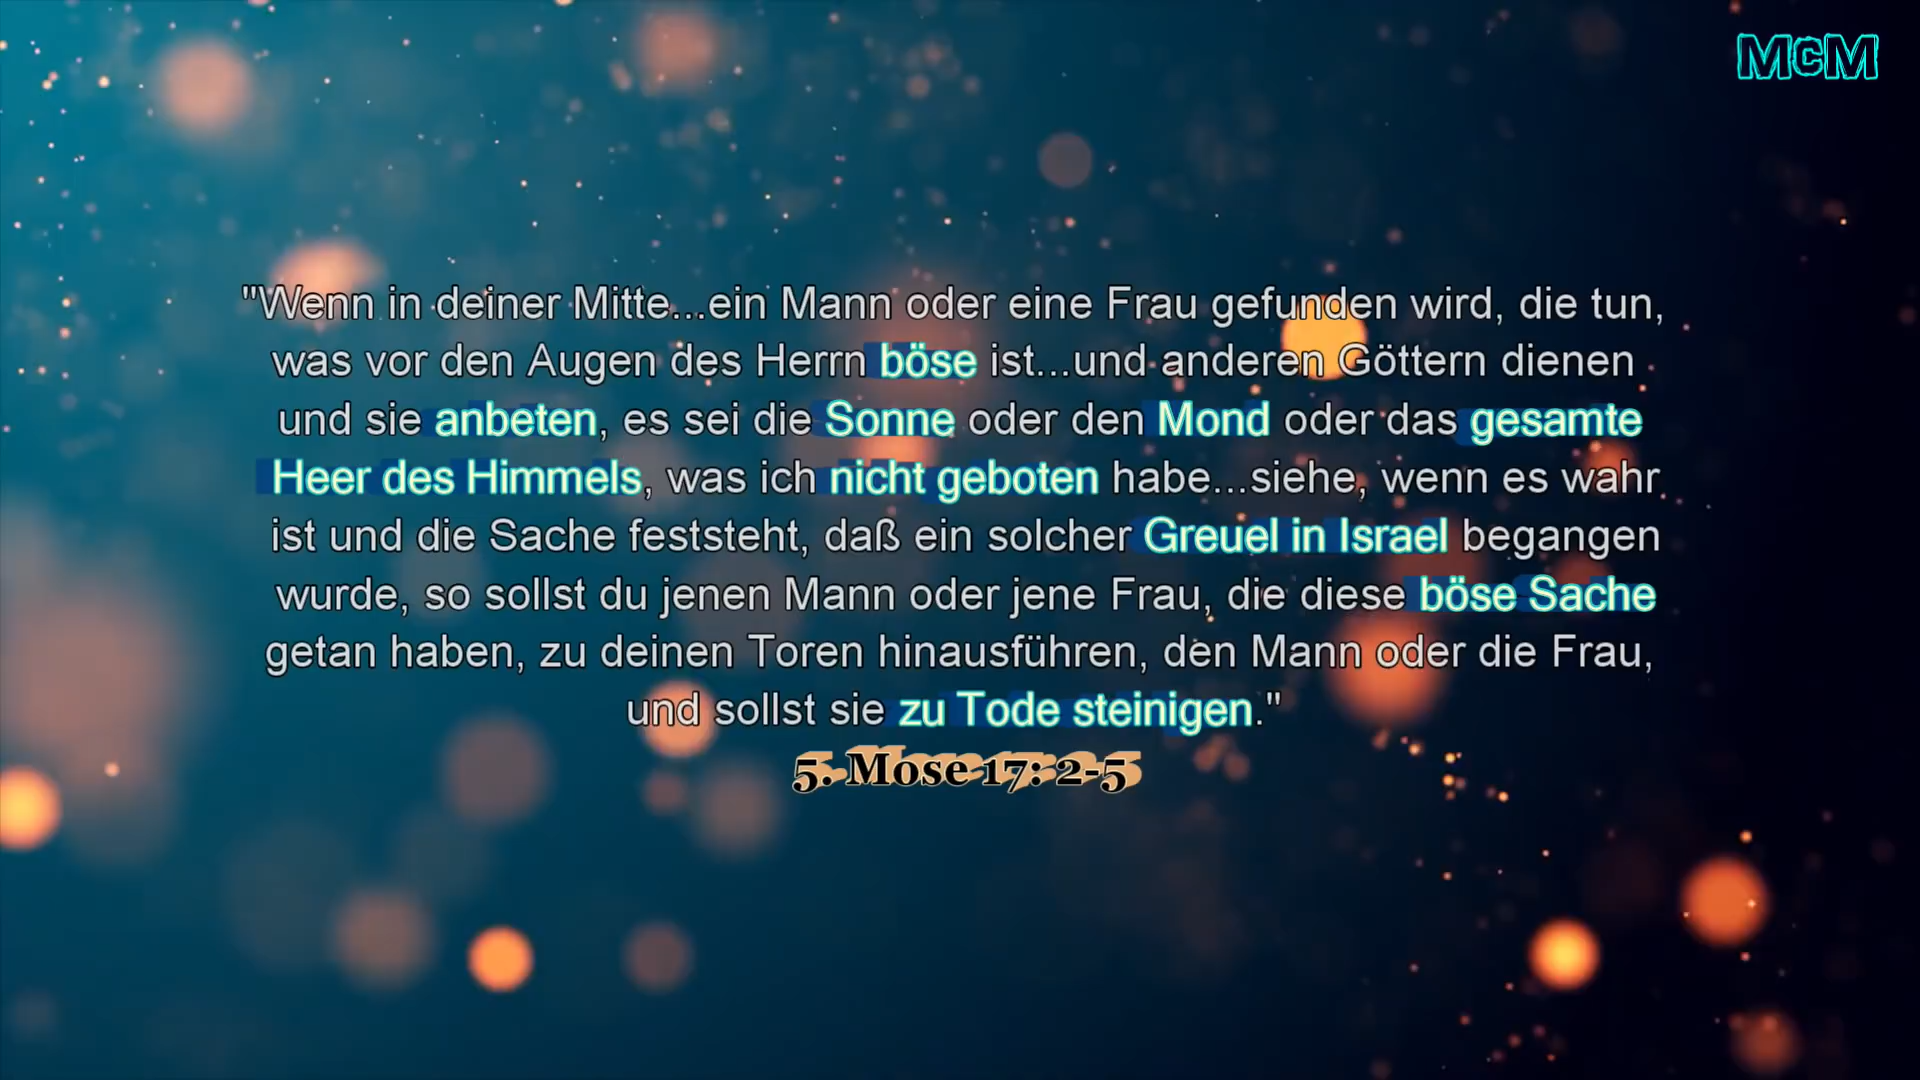 McM
"Wenn in deiner Mitte...ein Mann oder eine Frau gefunden wird, die tun,
was vor den Augen des Herrn böse ist...und anderen Göttern dienen
und sie anbeten, es sei die Sonne oder den Mond oder das gesamte
Heer des Himmels, was ich nicht geboten habe...siehe, wenn es wahr
ist und die Sache feststeht, daß ein solcher Greuel in Israel begangen
wurde, so sollst du jenen Mann oder jene Frau, die diese böse Sache
getan haben, zu deinen Toren hinausführen, den Mann oder die Frau,
und sollst sie zu Tode steinigen."
5. Mose 17: 2-5